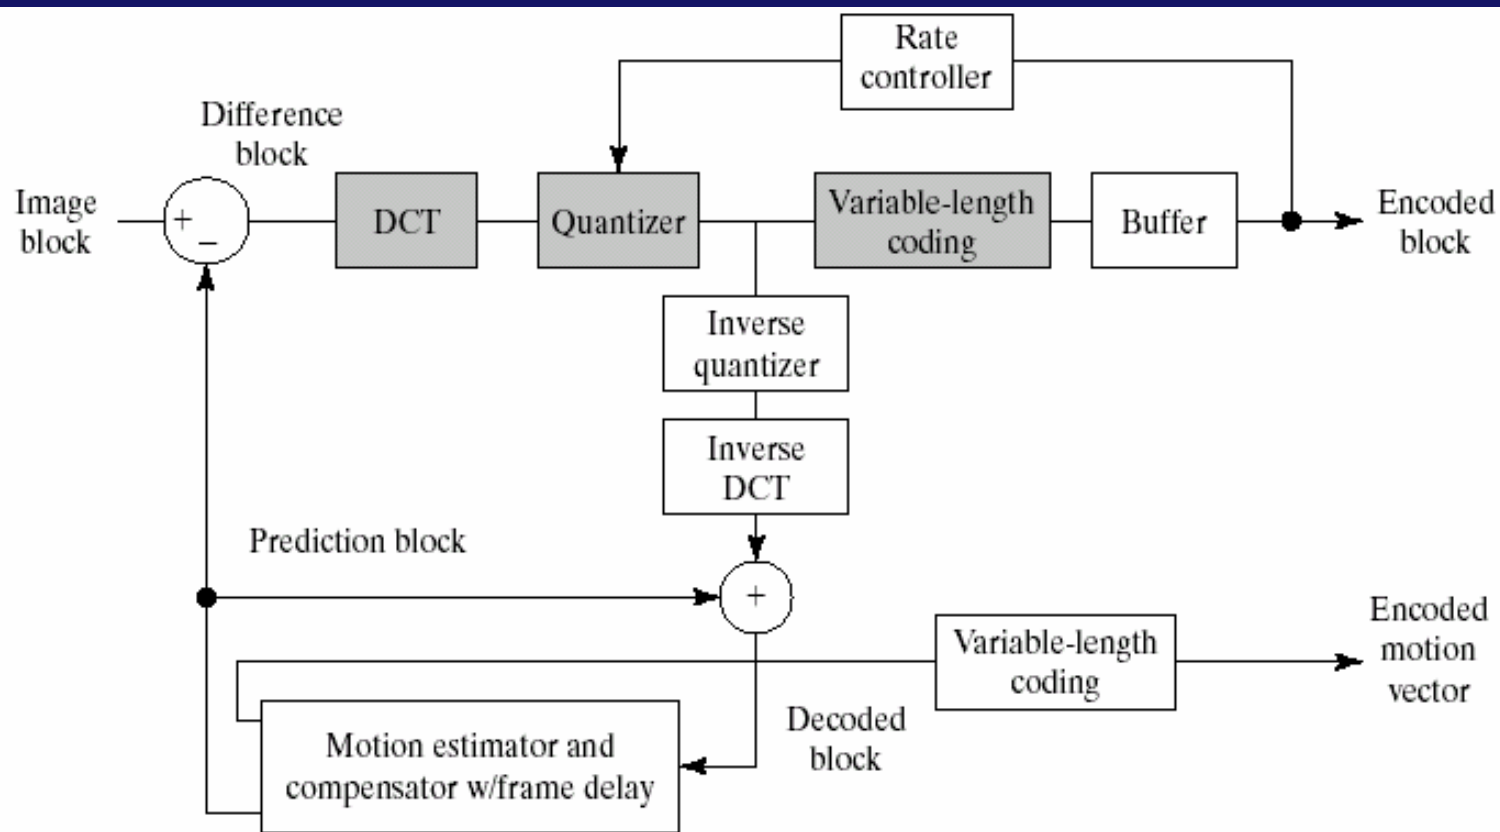 Rate
controller
Difference
block
Image
block
+
−
DCT
Quantizer
Variable-length
coding
Buffer
Encoded
block
Inverse
quantizer
Inverse
DCT
Prediction block
+
Variable-length
coding
Encoded
motion
vector
Motion estimator and
compensator w/frame delay
Decoded
block